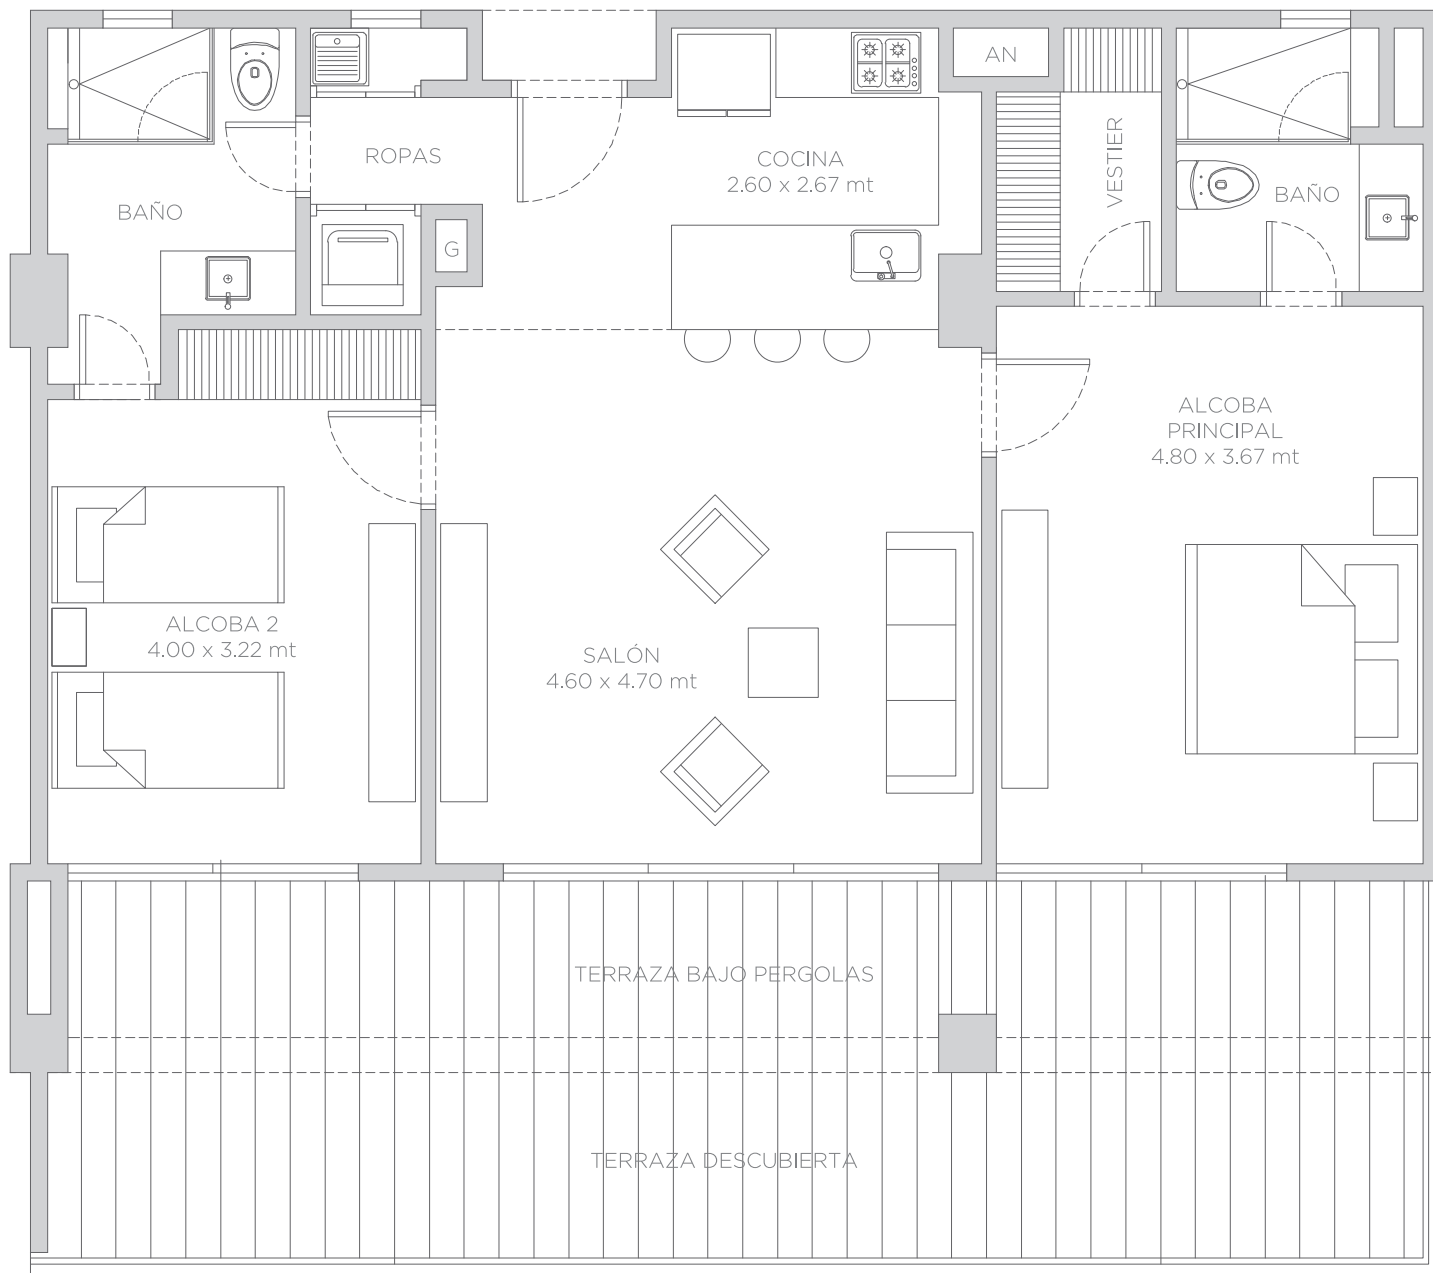 AN
ROPAS
COCINA
2.60 x 2.67 mt
VESTIER
BAÑO
BAÑO
G
ALCOBA
PRINCIPAL
4.80 x 3.67 mt
ALCOBA 2
4.00 x 3.22 mt
SALÓN
4.60 x 4.70 mt
TERRAZA BAJO PERGOLAS
TERRAZA DESCUBIERTA